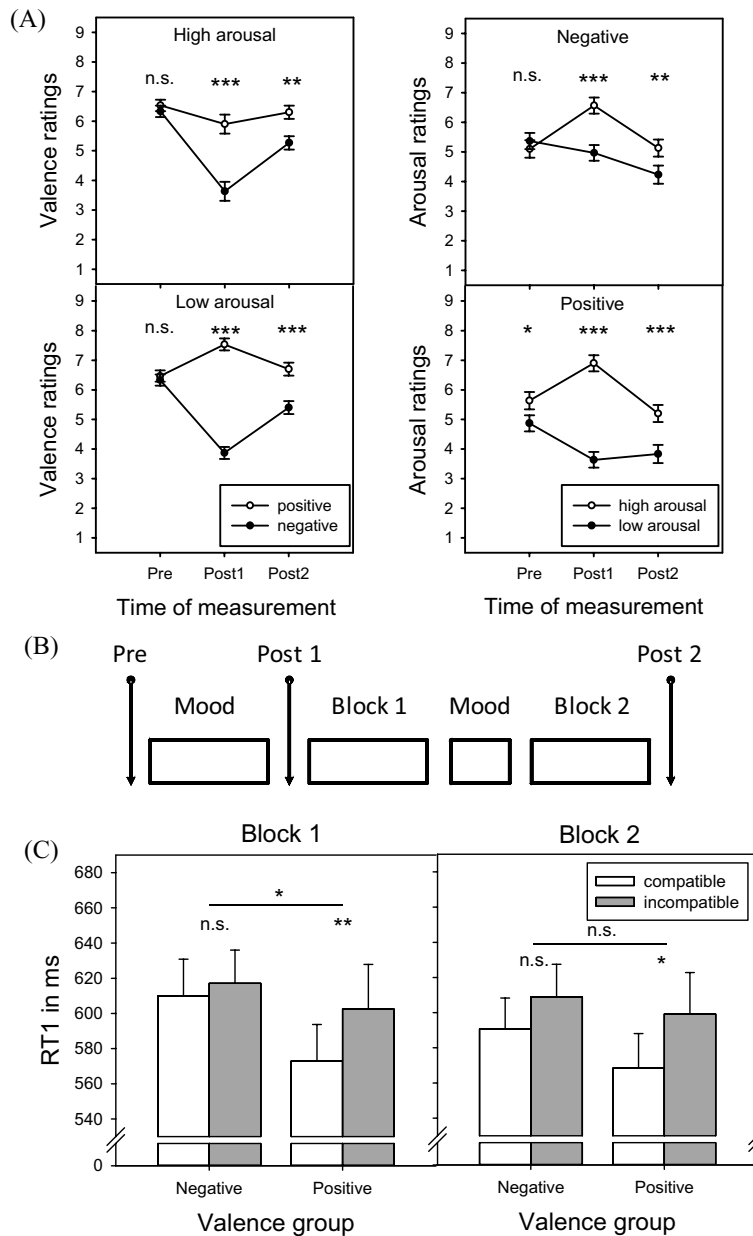 (A)
High arousal
Valence ratings
9
8
7
6
5
4
3
2
1
n.s. *** **
Negative
Arousal ratings
9
8
7
6
5
4
3
2
1
n.s. *** **
Low arousal
Valence ratings
9
8
7
6
5
4
3
2
1
n.s. *** ***
positive
negative
Pre Post1 Post2
Time of measurement
Positive
Arousal ratings
9
8
7
6
5
4
3
2
1
* *** ***
high arousal
low arousal
Pre Post1 Post2
Time of measurement
(B)
Pre Post 1 Post 2
Mood Block 1 Mood Block 2
(C)
Block 1
RT1 in ms
680
660
640
620
600
580
560
540
0
*
n.s. **
Negative Positive
Valence group
Block 2
compatible
incompatible
n.s.
n.s. *
Negative Positive
Valence group